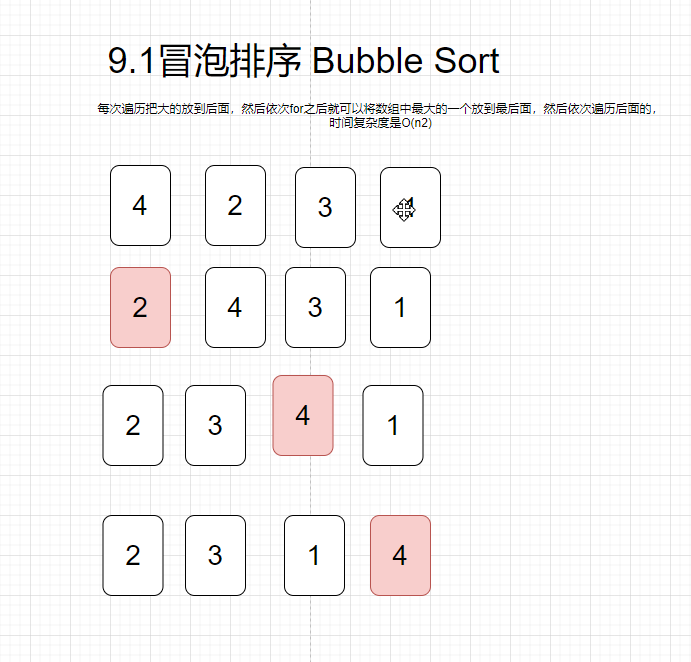 9.1冒泡排序 Bubble Sort
每次遍历把大的放到后面，然后依次for之后就可以将数组中最大的一个放到最后面，然后依次遍历后面的，
时间复杂度是O(n2)
4 2 3
2 4 3 1
2 3 4 1
2 3 1 4